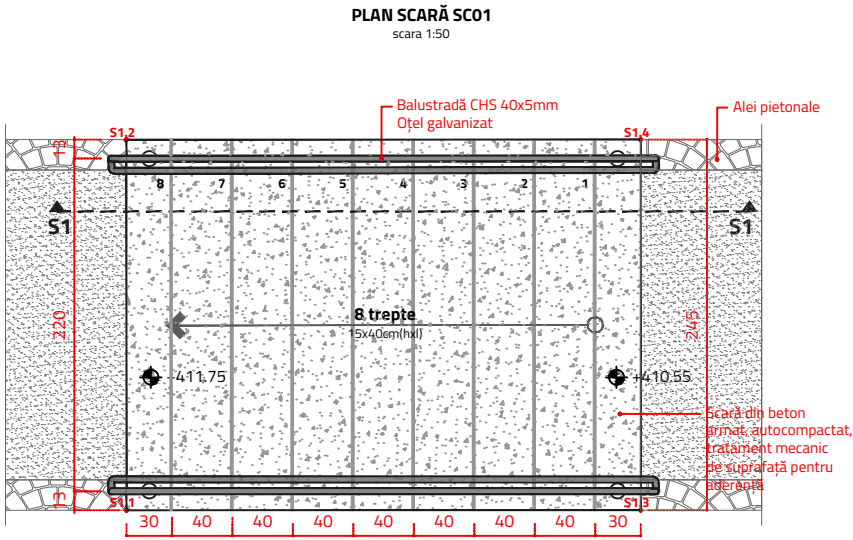 PLAN SCARĂ SC01
scara 1:50
Balustradă CHS 40x5mm
Oțel galvanizat
Alei pietonale
S1,2
S1,4
13
8 7 6 5 4 3 2 1
S1
S1
8 trepte
15x40cm(hxl)
220
245
+411.75
+410.55
Scară din beton
armat, autocompactat,
tratament mecanic
de suprafață pentru
aderență
13
S1,1
S1,3
30 40 40 40 40 40 40 40 30